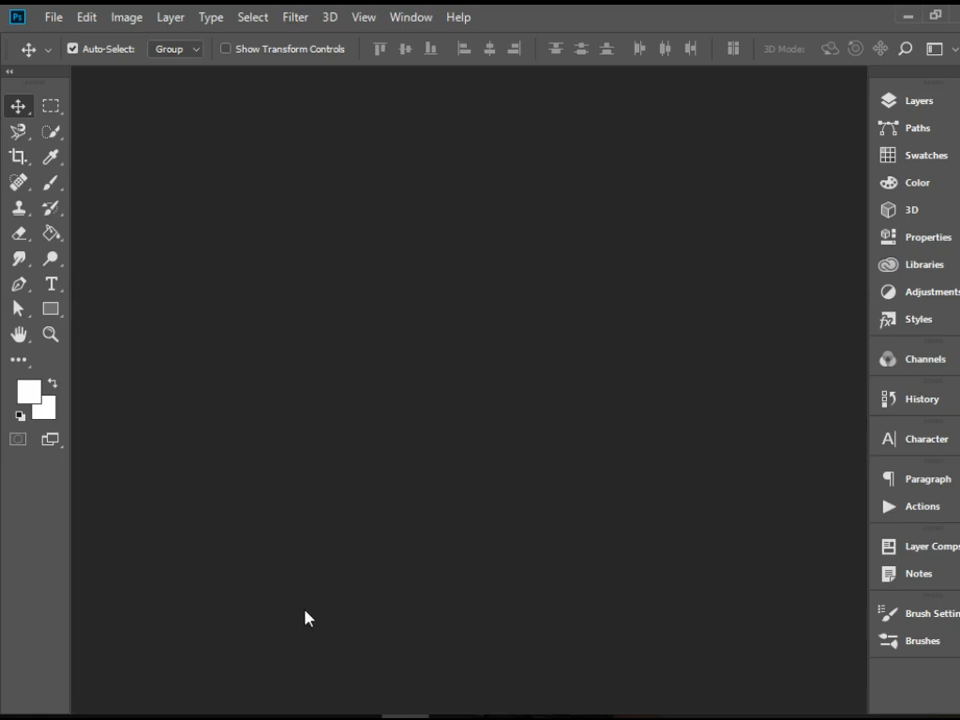 Ps File Edit Image Layer Type Select Filter 3D View Window Help
Auto-Select: Group Show Transform Controls 3D Mode:
Layers
Paths
Swatches
Color
3D
Properties
Libraries
Adjustments
Styles
Channels
History
Character
Paragraph
Actions
Layer Comps
Notes
Brush Settin
Brushes